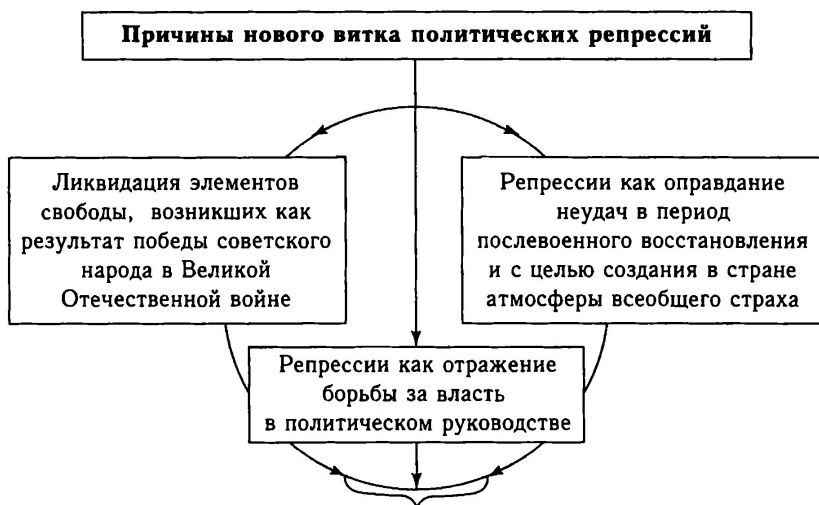 Причины нового витка политических репрессий
Ликвидация элементов
свободы, возникших как
результат победы советского
народа в Великой
Отечественной войне
Репрессии как оправдание
неудач в период
послевоенного восстановления
и с целью создания в стране
атмосферы всеобщего страха
Репрессии как отражение
борьбы за власть
в политическом руководстве